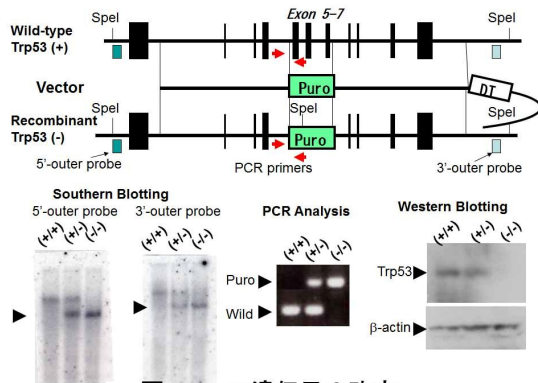 Exon 5-7
SpeI
SpeI
Wild-type
Trp53 (+)
Vector
Puro
DT
SpeI
SpeI
SpeI
Recombinant
Trp53 (-)
Puro
5'-outer probe
PCR primers
3'-outer probe
Southern Blotting
5'-outer probe
3'-outer probe
(+/+)
(+/-)
(-/-)
(+/+)
(+/-)
(-/-)
PCR Analysis
(+/+)
(+/-)
(-/-)
Puro
Wild
Western Blotting
(+/+)
(+/-)
(-/-)
Trp53
β-actin